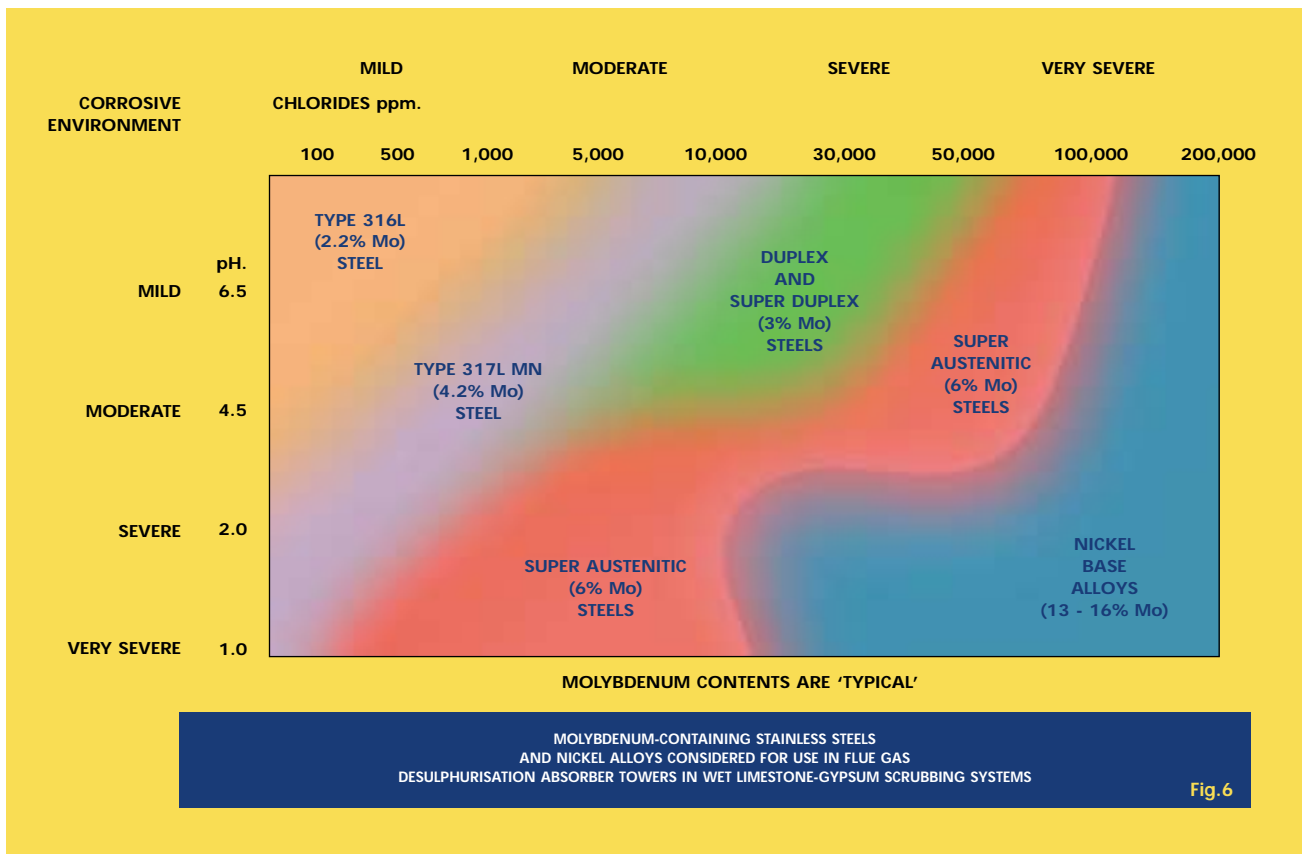 MILD MODERATE SEVERE VERY SEVERE
CORROSIVE
ENVIRONMENT
CHLORIDES ppm.
100 500 1,000 5,000 10,000 30,000 50,000 100,000 200,000
TYPE 316L
(2.2% Mo)
STEEL
pH.
MILD 6.5
DUPLEX
AND
SUPER DUPLEX
(3% Mo)
STEELS
SUPER
AUSTENITIC
(6% Mo)
STEELS
TYPE 317L MN
(4.2% Mo)
STEEL
MODERATE 4.5
SEVERE 2.0
SUPER AUSTENITIC
(6% Mo)
STEELS
NICKEL
BASE
ALLOYS
(13 - 16% Mo)
VERY SEVERE 1.0
MOLYBDENUM CONTENTS ARE ‘TYPICAL’
MOLYBDENUM-CONTAINING STAINLESS STEELS
AND NICKEL ALLOYS CONSIDERED FOR USE IN FLUE GAS
DESULPHURISATION ABSORBER TOWERS IN WET LIMESTONE-GYPSUM SCRUBBING SYSTEMS
Fig.6